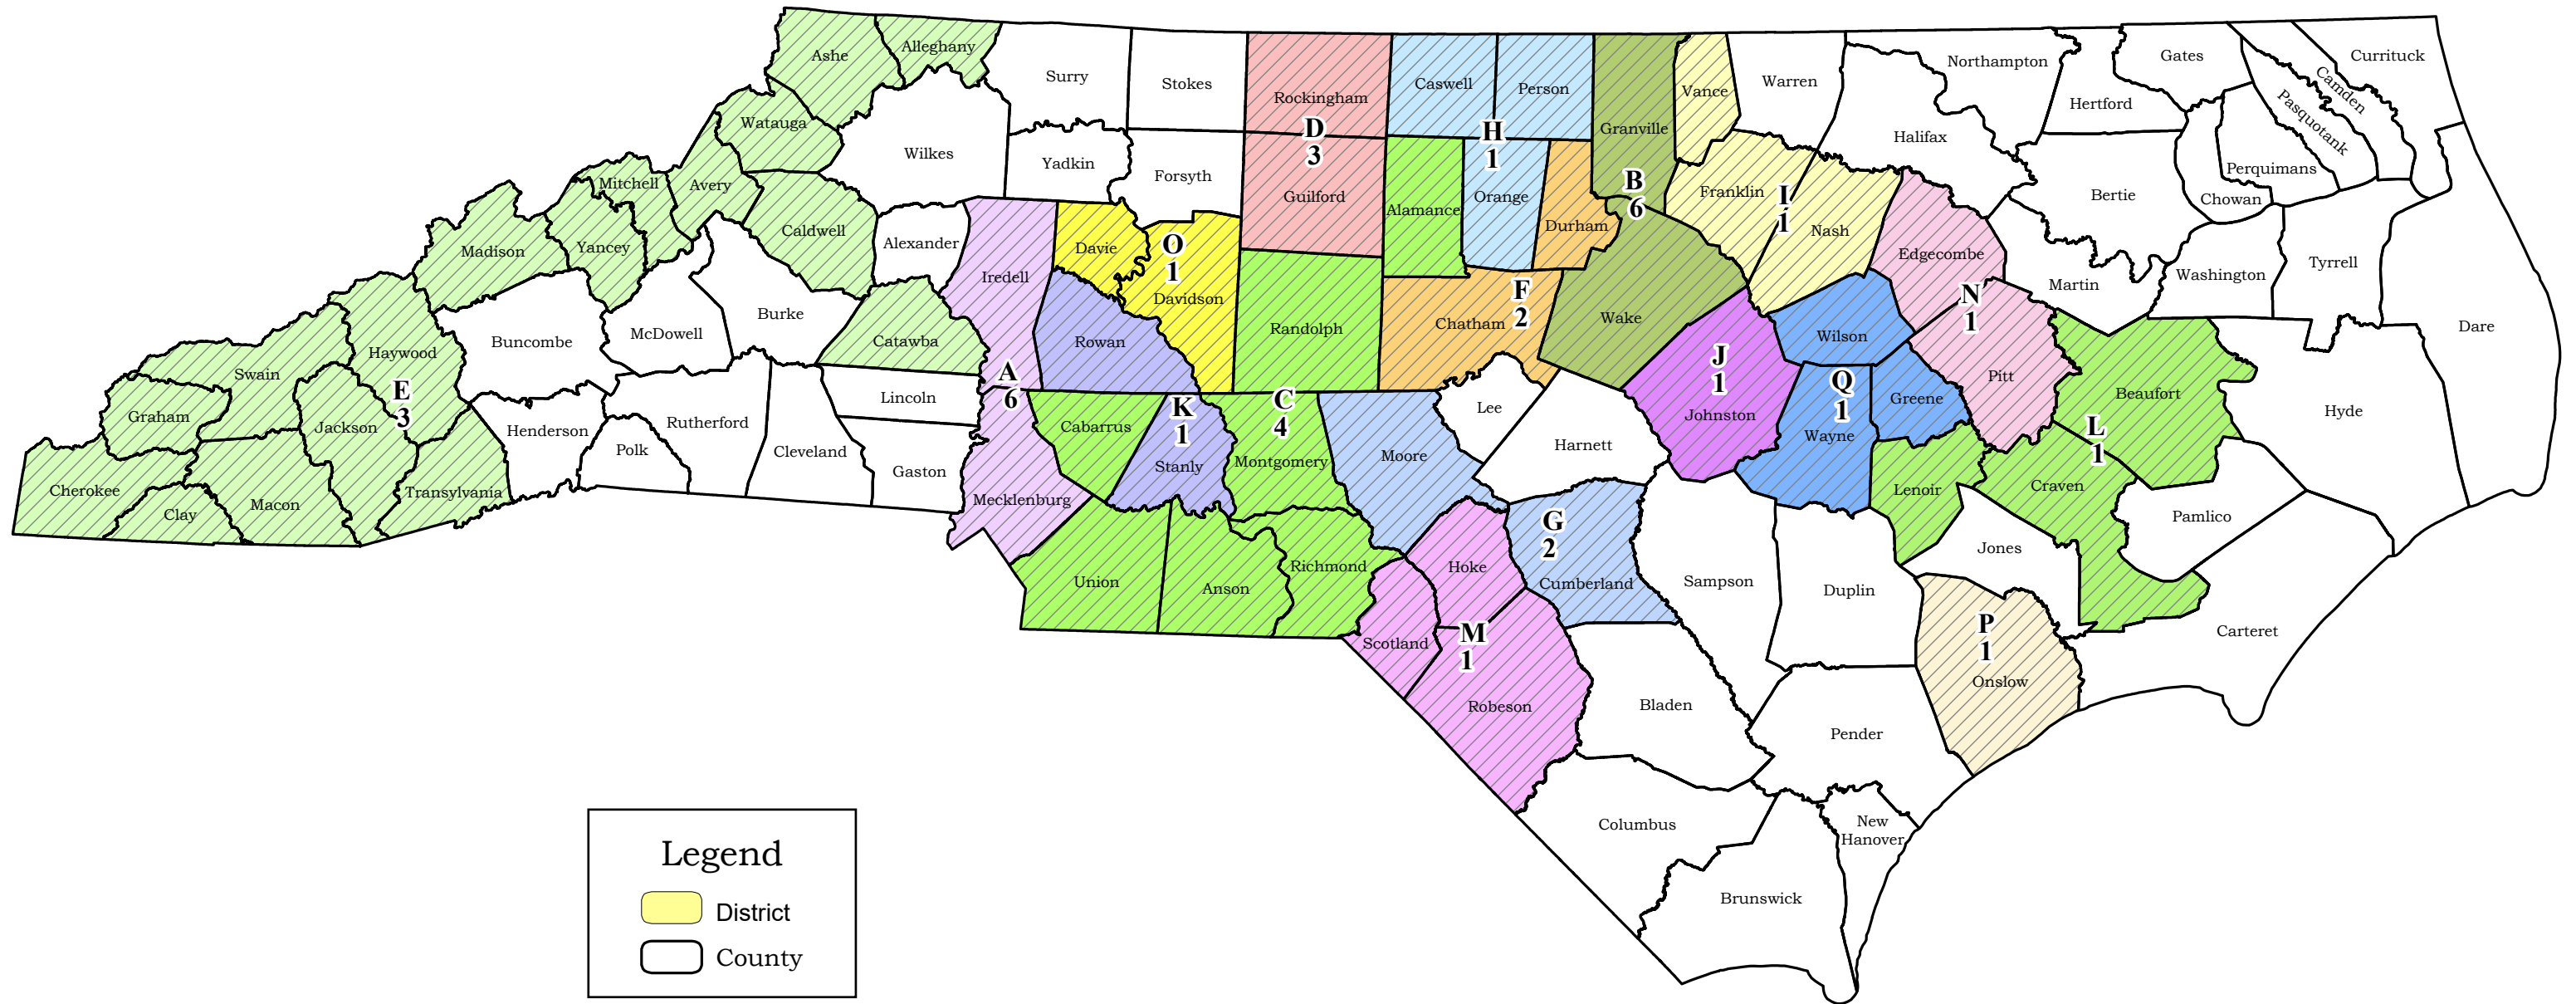 Ashe
Alleghany
Surry
Stokes
Rockingham
Caswell
Person
Granville
Vance
Warren
Northampton
Gates
Currituck
Camden
Pasquotank
Hertford
Halifax
Perquimans
Chowan
Bertie
Watauga
Wilkes
Yadkin
Forsyth
D
3
Guilford
H
1
Alamance
Orange
Durham
B
6
Franklin
I
1
Nash
Edgecombe
Martin
Washington
Tyrrell
Dare
Mitchell
Avery
Madison
Yancey
Caldwell
Alexander
Iredell
Davie
O
1
Davidson
Randolph
Chatham
F
2
Wake
J
1
Johnston
Wilson
N
1
Pitt
Beaufort
Hyde
Swain
Haywood
Buncombe
McDowell
Burke
Catawba
Rowan
A
6
Lincoln
Graham
E
3
Jackson
Henderson
Polk
Rutherford
Cleveland
Gaston
Mecklenburg
Cabarrus
K
1
Stanly
C
4
Montgomery
Moore
Lee
Harnett
Q
1
Wayne
Greene
L
1
Lenoir
Craven
Pamlico
Cherokee
Clay
Macon
Transylvania
Union
Anson
Richmond
Hoke
G
2
Cumberland
Sampson
Duplin
Jones
Carteret
Scotland
M
1
Robeson
Bladen
P
1
Onslow
Pender
Columbus
New
Hanover
Brunswick
Legend
District
County